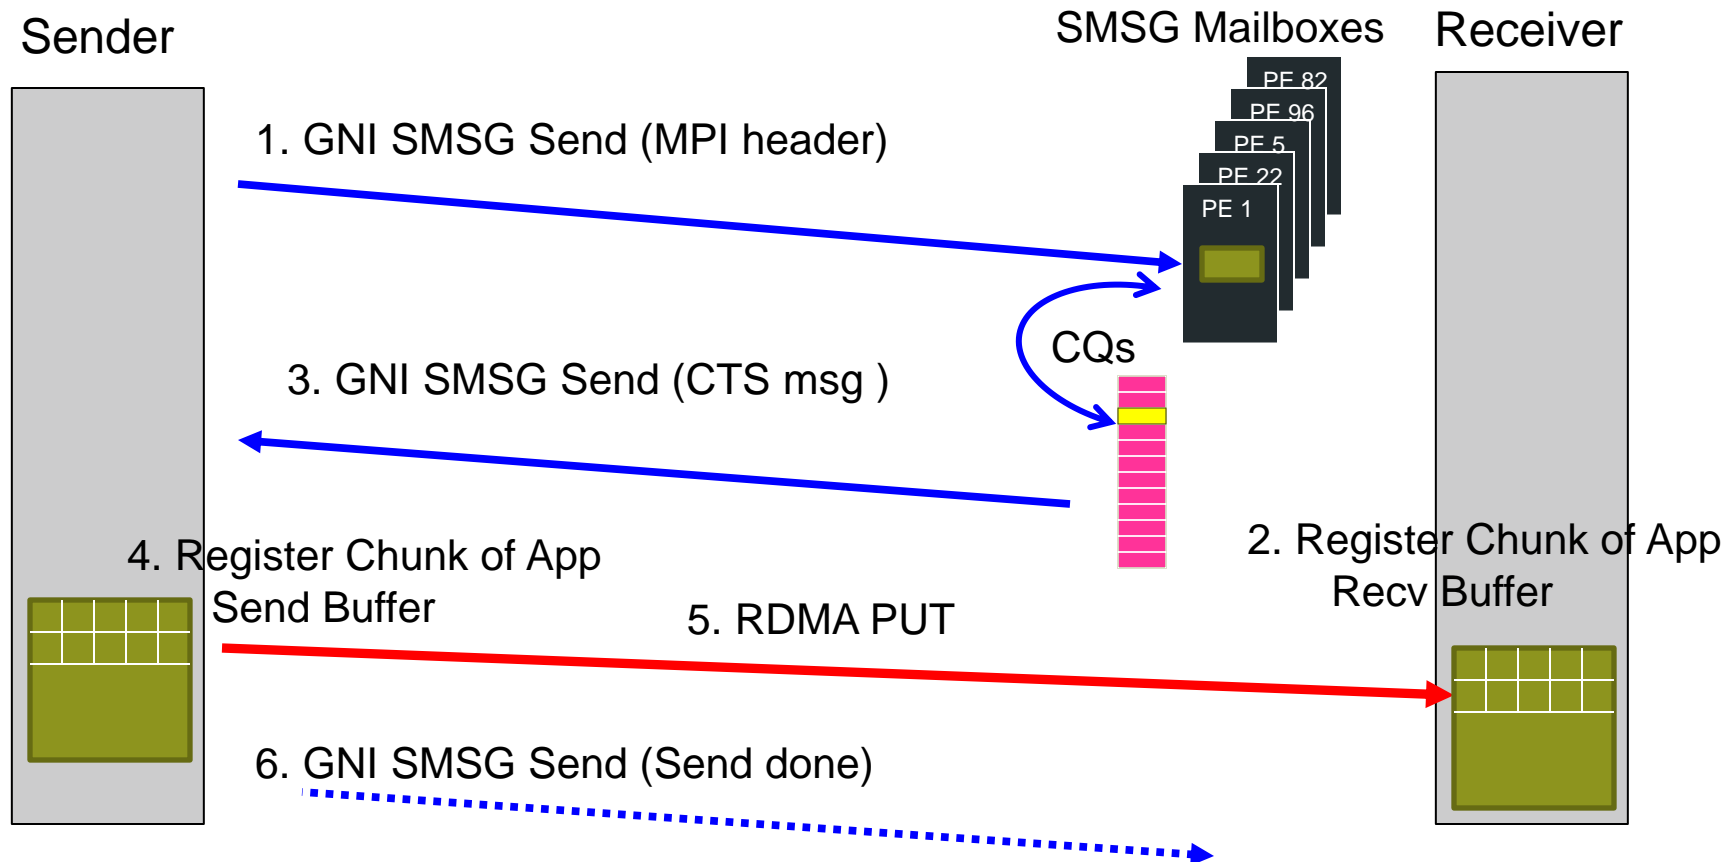 Sender
SMSG Mailboxes
Receiver
PE 82
PE 96
PE 5
PE 22
PE 1
1. GNI SMSG Send (MPI header)
CQs
3. GNI SMSG Send (CTS msg )
2. Register Chunk of App
Recv Buffer
4. Register Chunk of App
Send Buffer
5. RDMA PUT
6. GNI SMSG Send (Send done)